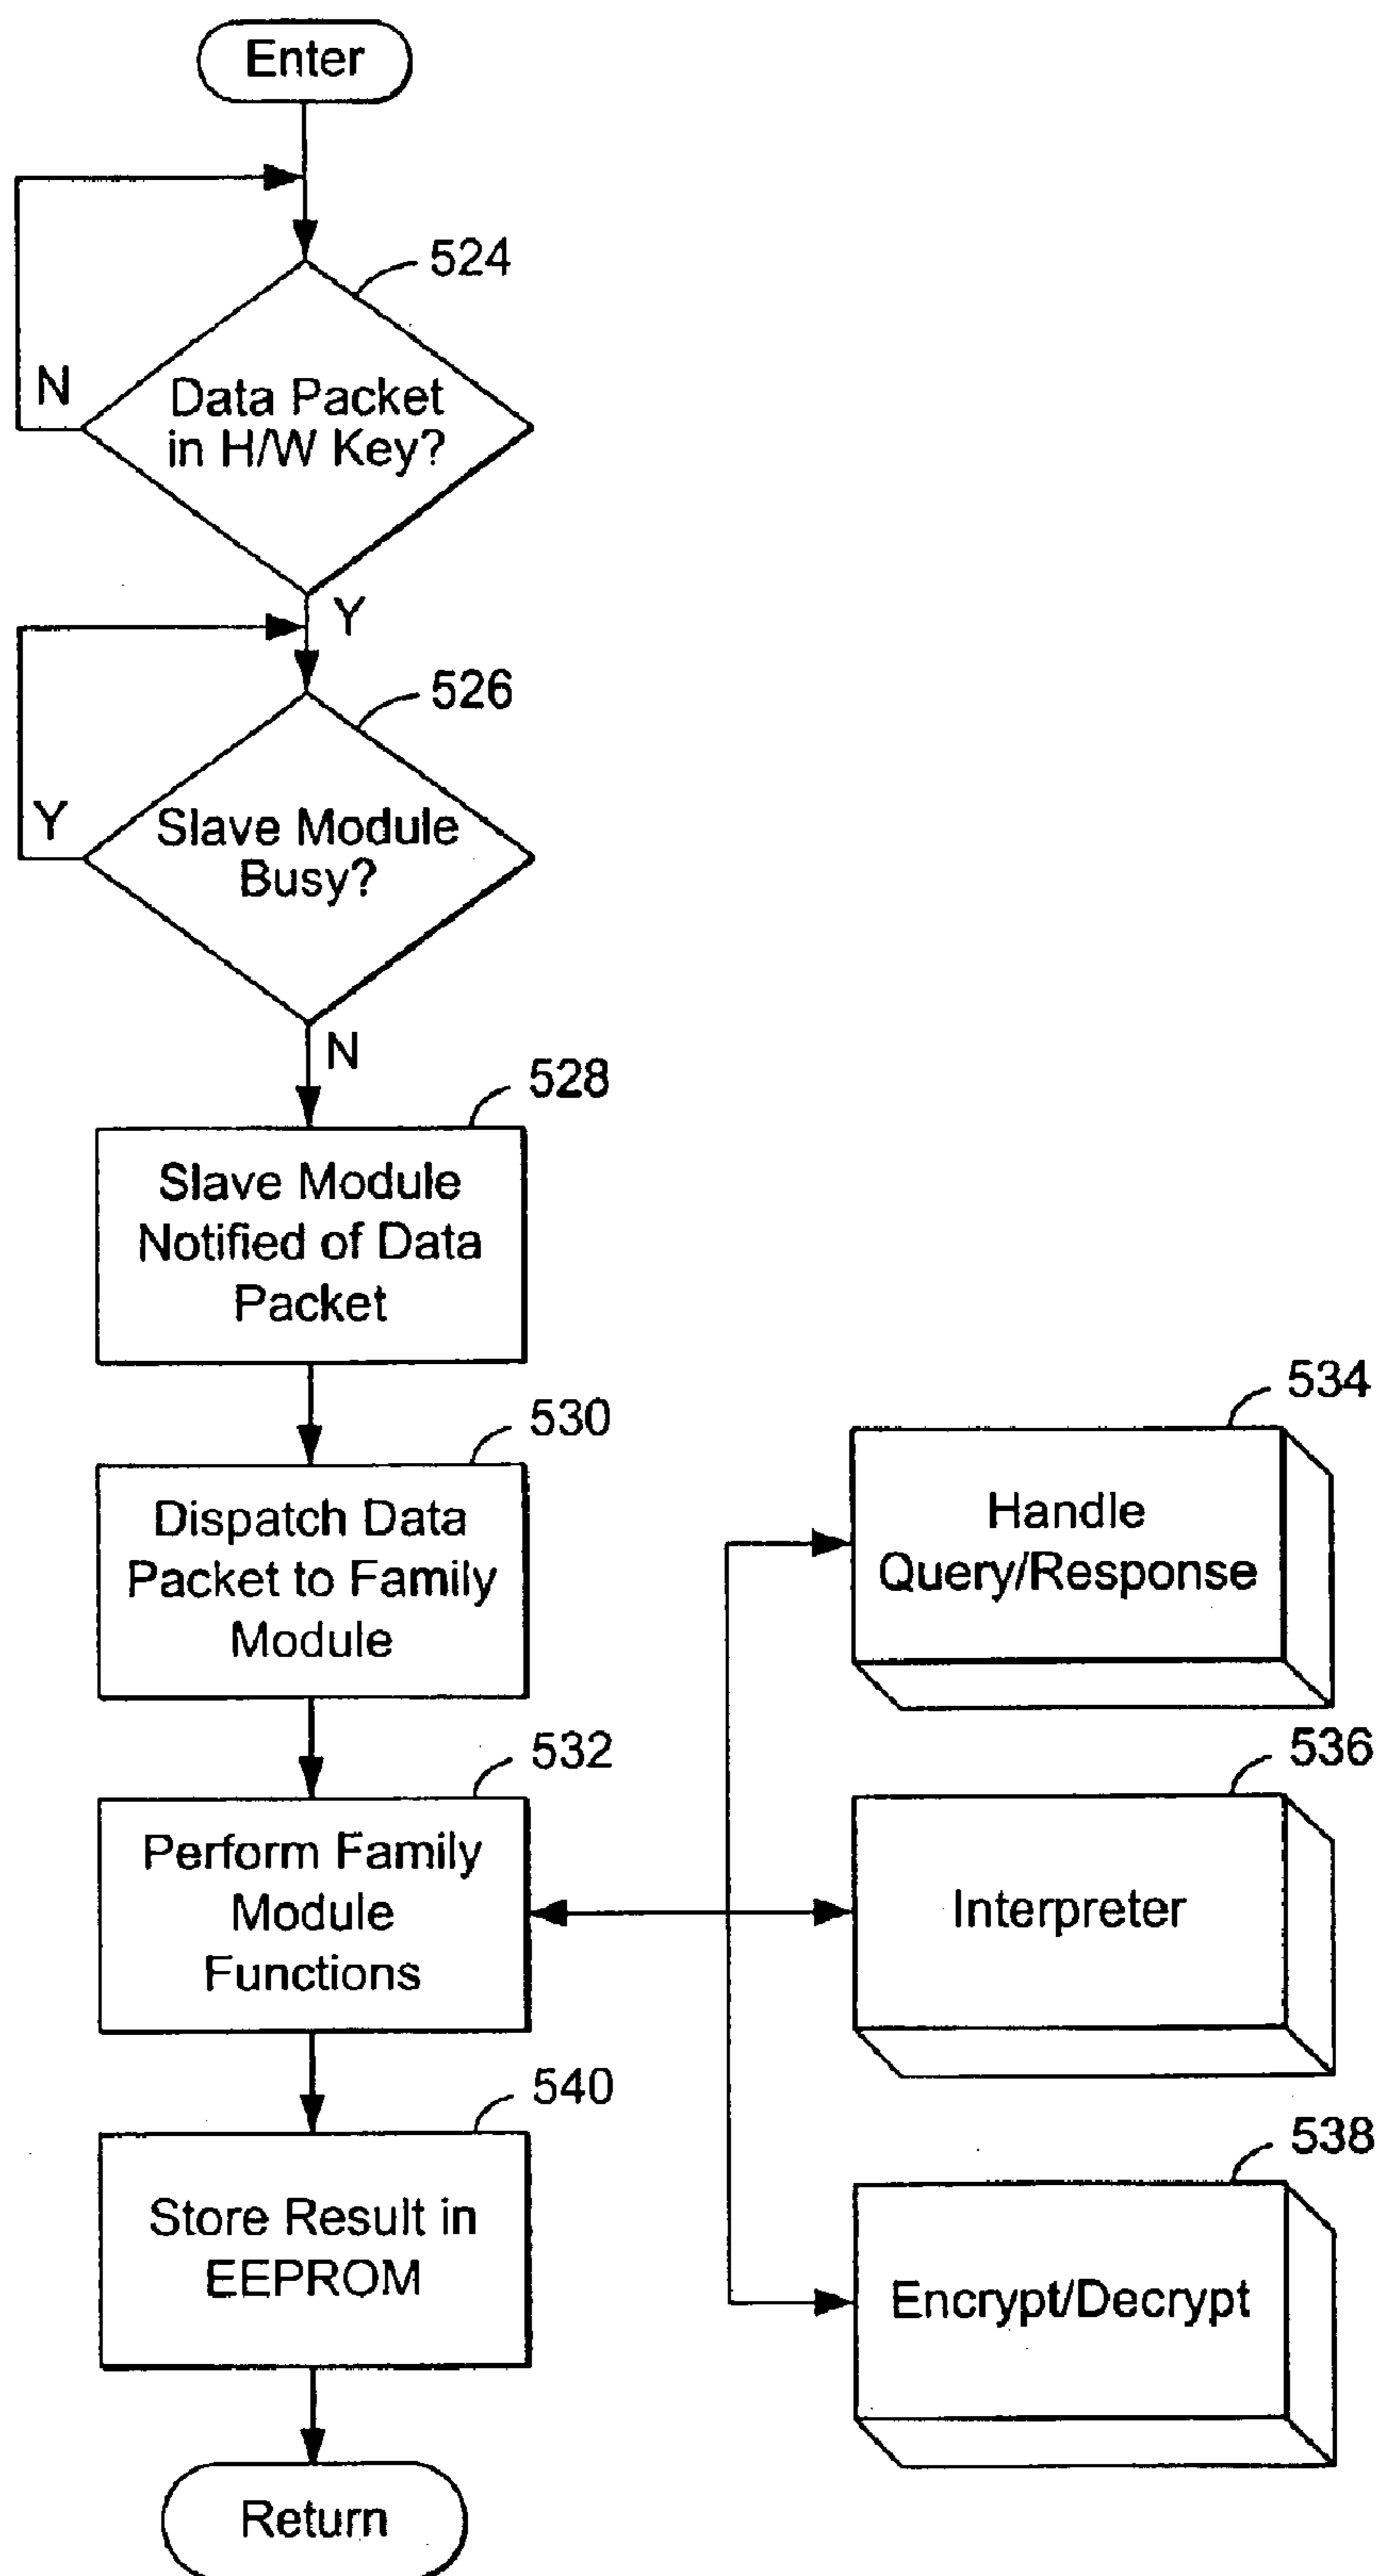 Enter
524
N
Data Packet
in H/W Key?
Y
526
Y
Slave Module
Busy?
N
528
Slave Module
Notified of Data
Packet
530
Dispatch Data
Packet to Family
Module
532
Perform Family
Module
Functions
534
Handle
Query/Response
536
Interpreter
538
Encrypt/Decrypt
540
Store Result in
EEPROM
Return